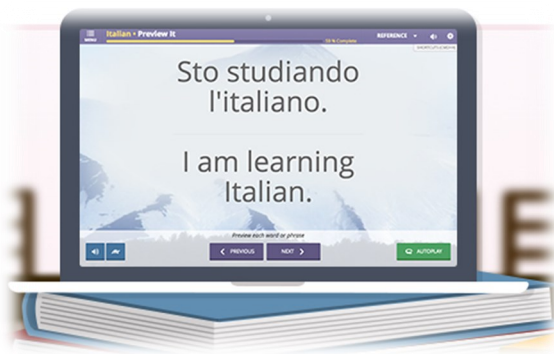 MENU
Italian • Preview It
REFERENCE
Sto studiando
l'italiano.
I am learning
Italian.
Preview each word or phrase
PREVIOUS
NEXT
AUTOPLAY